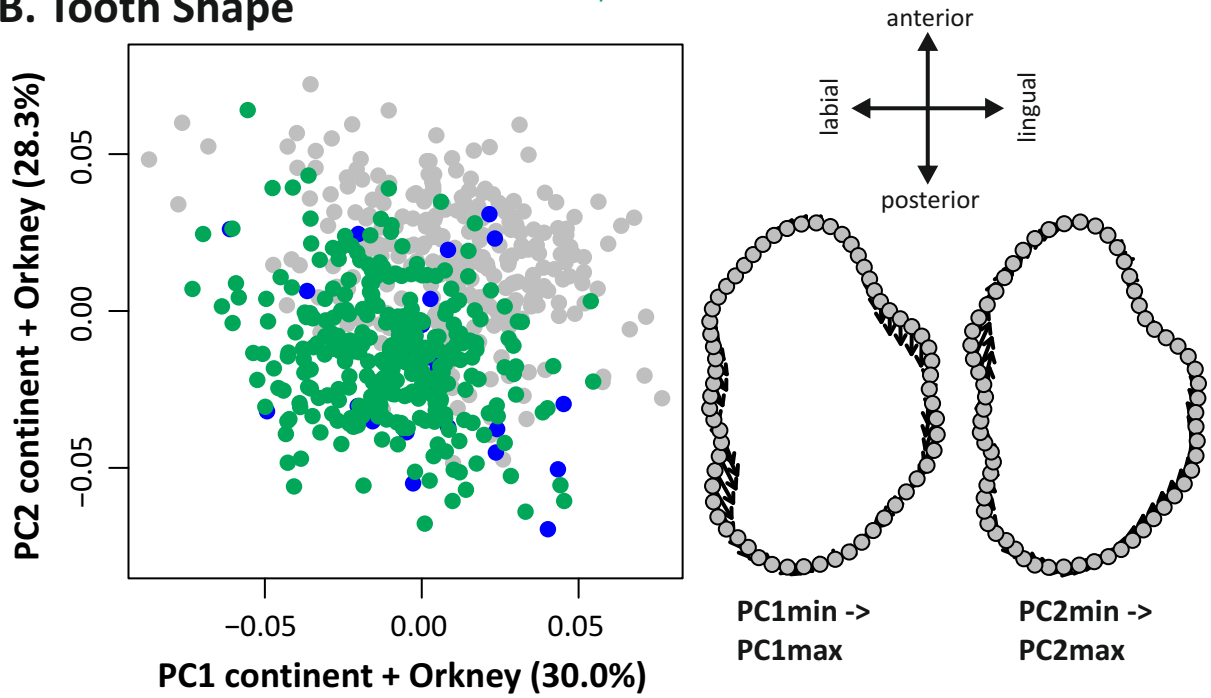 B. Tooth Shape
anterior
labial
lingual
posterior
PC2 continent + Orkney (28.3%)
0.05
0.00
−0.05
−0.05
0.00
0.05
PC1 continent + Orkney (30.0%)
PC1min ->
PC1max
PC2min ->
PC2max